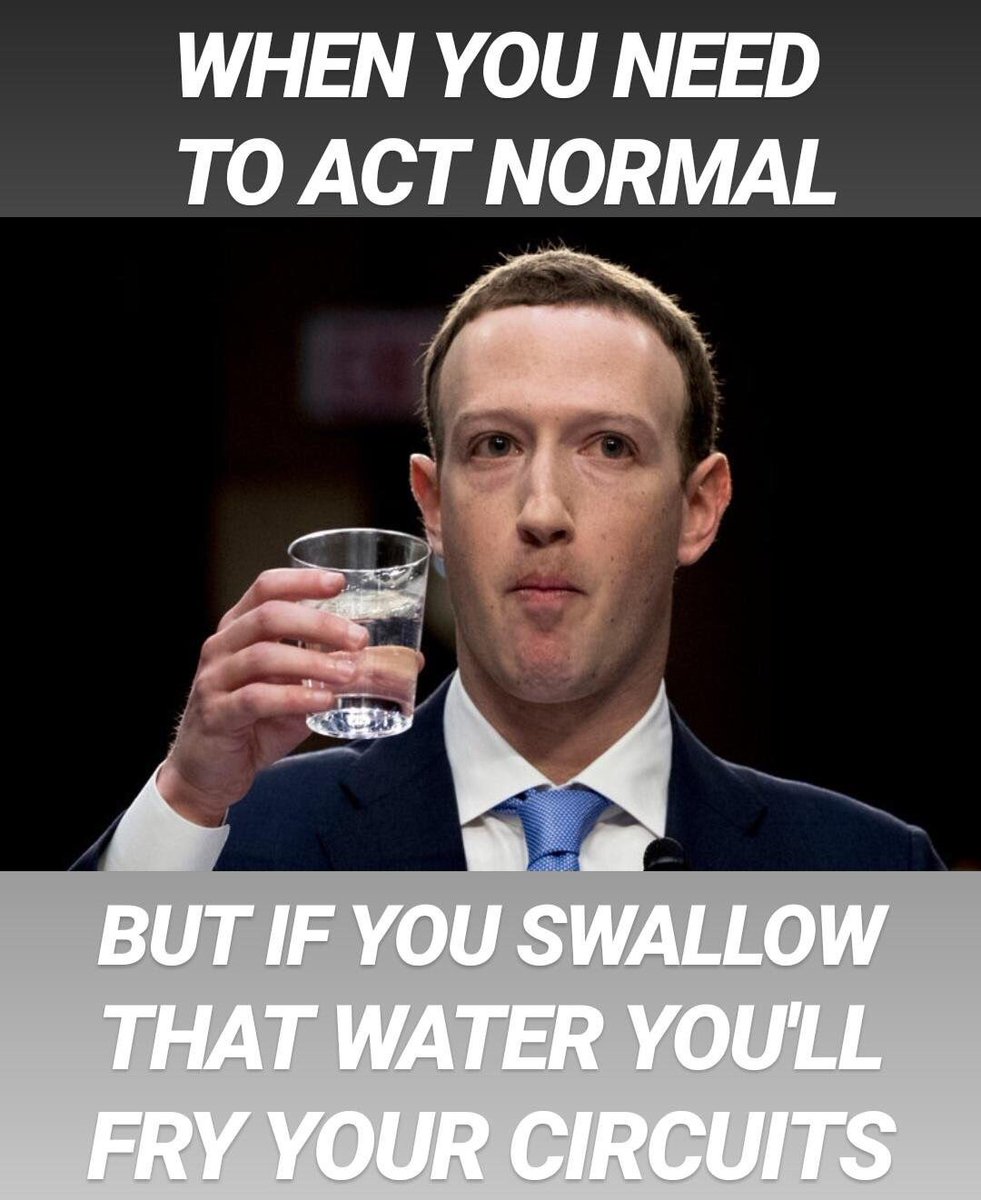 WHEN YOU NEED
TO ACT NORMAL
BUT IF YOU SWALLOW
THAT WATER YOU'LL
FRY YOUR CIRCUITS